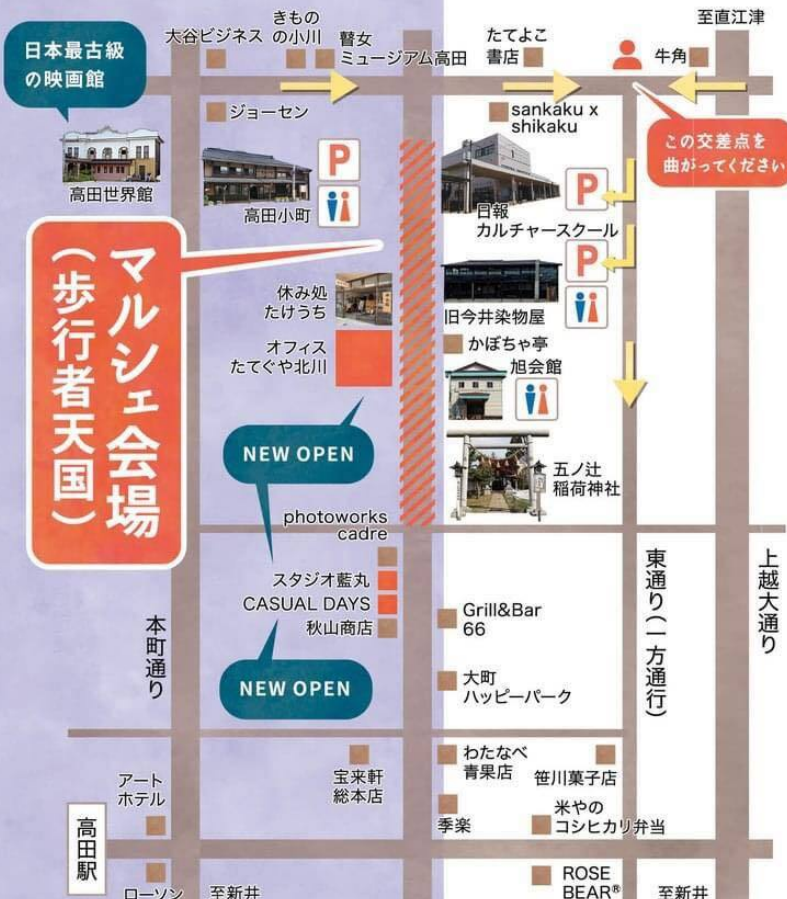 至直江津
日本最古級
の映画館
大谷ビジネス
きもの
の小川
瞽女
ミュージアム高田
たてよこ
書店
牛角
ジョーセン
sankaku x
shikaku
この交差点を
曲がってください
高田世界館
高田小町
P
日報
カルチャースクール
P
マルシェ会場
（歩行者天国）
休み処
たけうち
旧今井染物屋
P
オフィス
たてぐや北川
かぼちゃ亭
旭会館
NEW OPEN
五ノ辻
稲荷神社
photoworks
cadre
スタジオ藍丸
CASUAL DAYS
秋山商店
Grill&Bar
66
本町通り
東通り（一方通行）
上越大通り
NEW OPEN
大町
ハッピーパーク
アート
ホテル
宝来軒
総本店
わたなべ
青果店
笹川菓子店
季楽
米やの
コシヒカリ弁当
高田駅
ローソン
至新井
ROSE
BEAR®
至新井